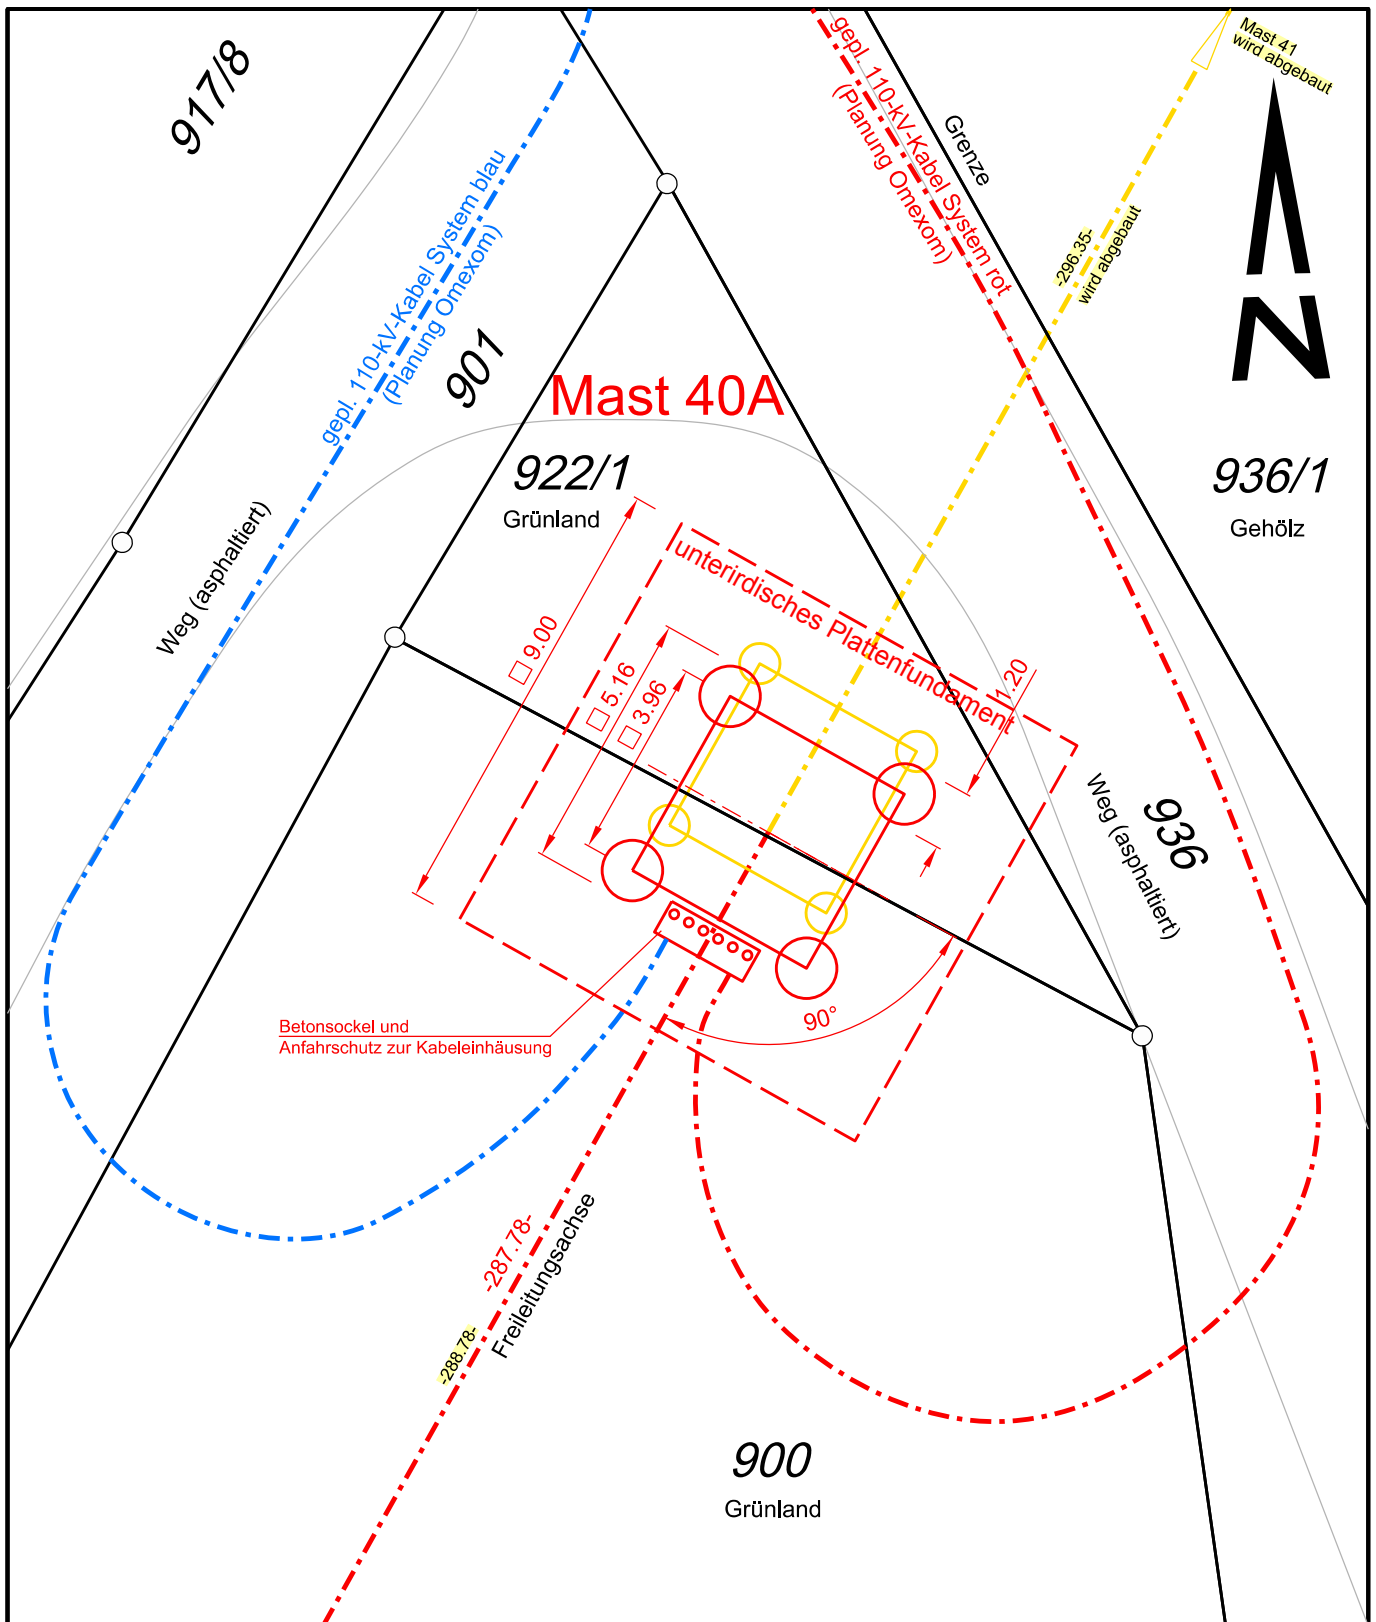 917/8
gepl. 110-kV-Kabel System blau
(Planung Omexom)
gepl. 110-kV-Kabel System rot
(Planung Omexom)
Grenze
Mast 41
wird abgebaut
-296.35-
wird abgebaut
N
901
Mast 40A
922/1
Grünland
936/1
Gehölz
Weg (asphaltiert)
unterirdisches Plattenfundament
□ 9.00
□ 5.16
□ 3.96
1.20
936
Weg (asphaltiert)
90°
Betonsockel und
Anfahrschutz zur Kabeleinhäusung
-287.78-
Freileitungsachse
-288.78-
900
Grünland